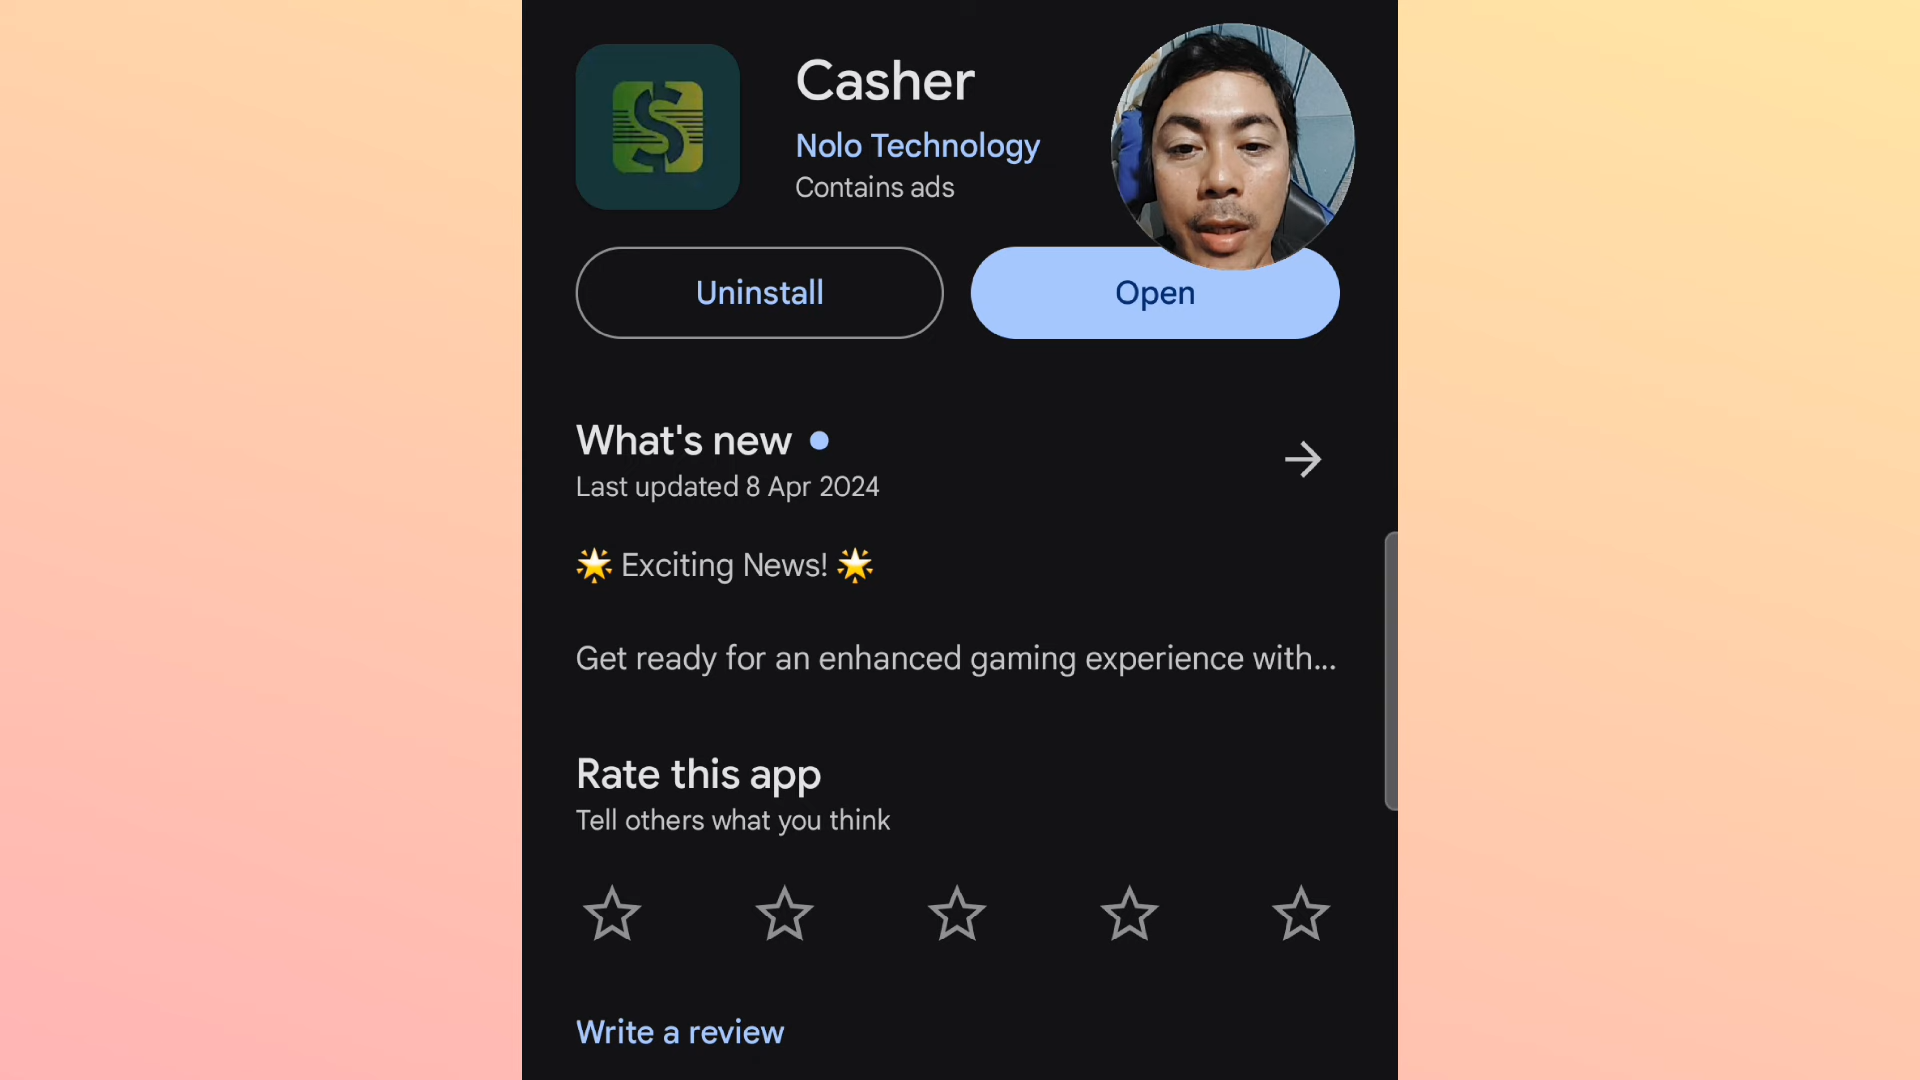 Casher
Nolo Technology
Contains ads
Uninstall
Open
What's new
Last updated 8 Apr 2024
🌟 Exciting News! 🌟
Get ready for an enhanced gaming experience with...
Rate this app
Tell others what you think
Write a review